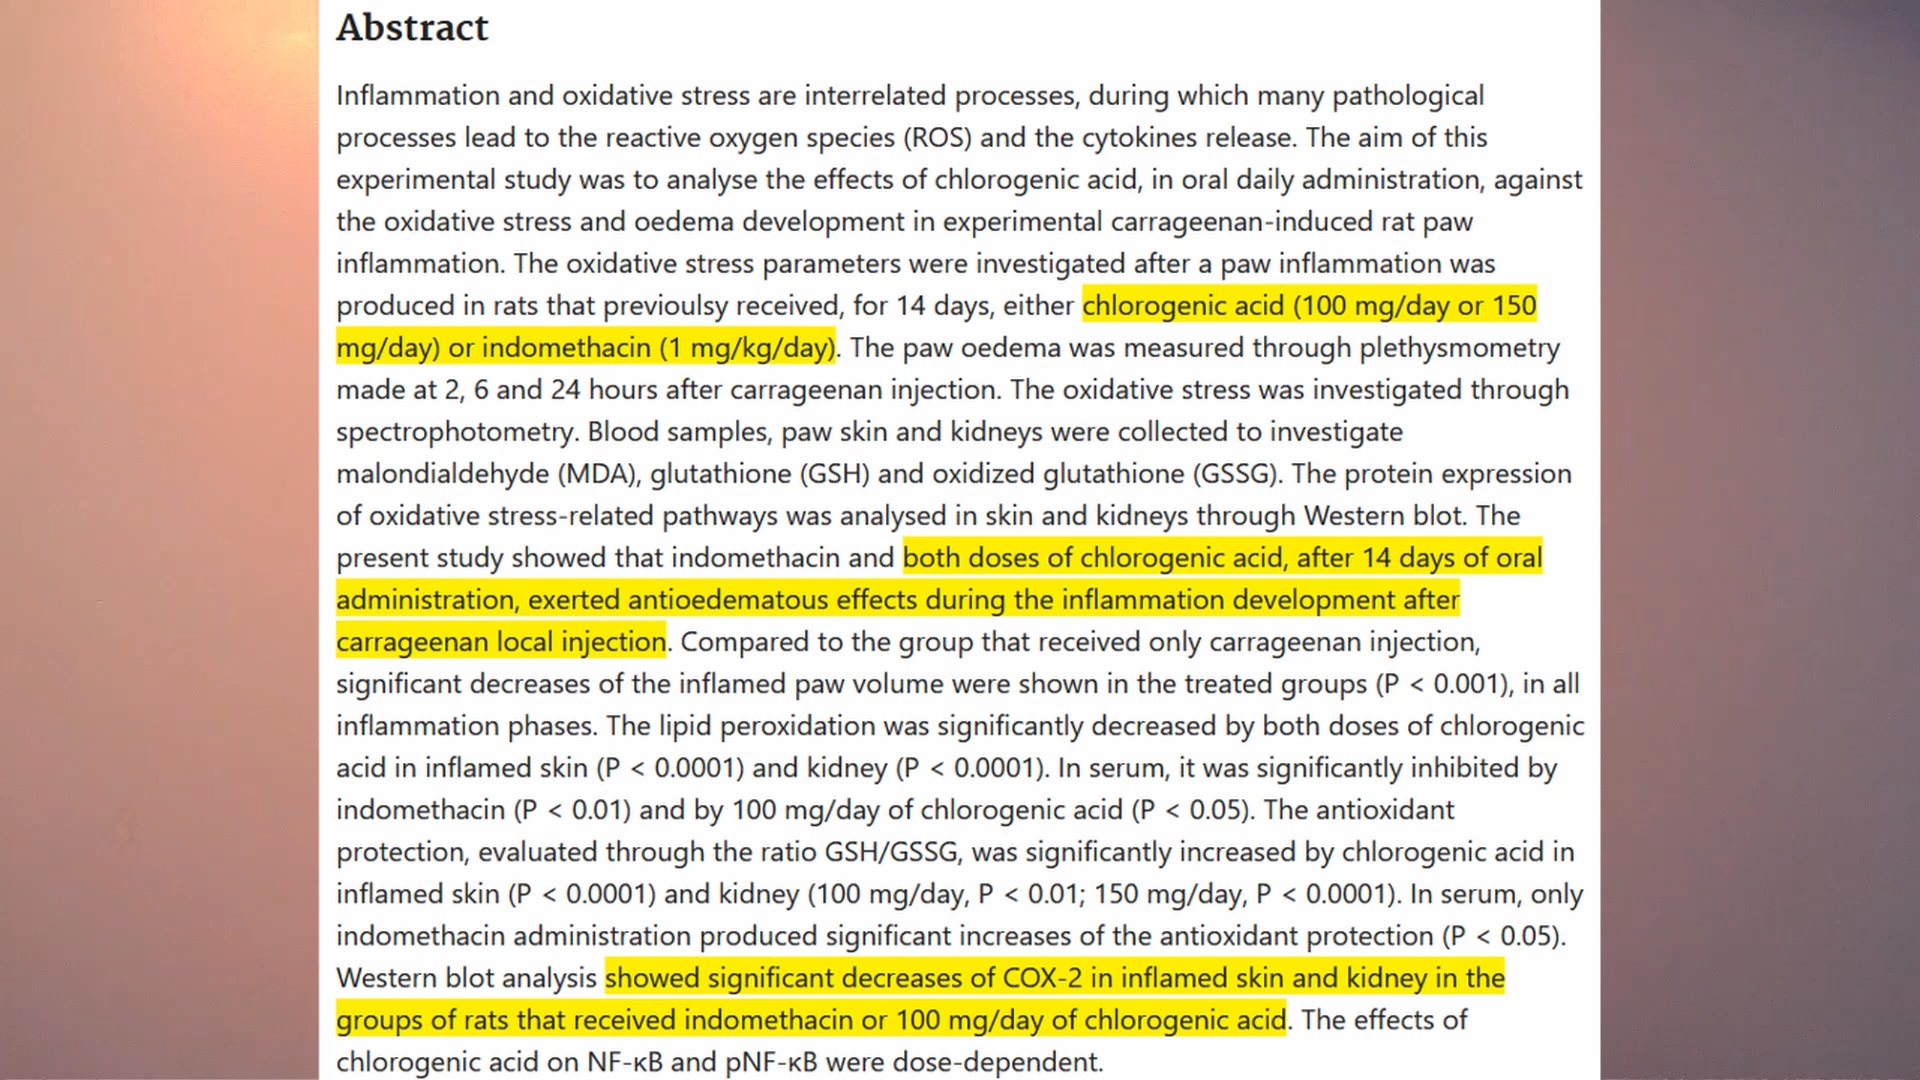 Abstract
Inflammation and oxidative stress are interrelated processes, during which many pathological
processes lead to the reactive oxygen species (ROS) and the cytokines release. The aim of this
experimental study was to analyse the effects of chlorogenic acid, in oral daily administration, against
the oxidative stress and oedema development in experimental carrageenan-induced rat paw
inflammation. The oxidative stress parameters were investigated after a paw inflammation was
produced in rats that previoulsy received, for 14 days, either chlorogenic acid (100 mg/day or 150
mg/day) or indomethacin (1 mg/kg/day). The paw oedema was measured through plethysmometry
made at 2, 6 and 24 hours after carrageenan injection. The oxidative stress was investigated through
spectrophotometry. Blood samples, paw skin and kidneys were collected to investigate
malondialdehyde (MDA), glutathione (GSH) and oxidized glutathione (GSSG). The protein expression
of oxidative stress-related pathways was analysed in skin and kidneys through Western blot. The
present study showed that indomethacin and both doses of chlorogenic acid, after 14 days of oral
administration, exerted antioedematous effects during the inflammation development after
carrageenan local injection. Compared to the group that received only carrageenan injection,
significant decreases of the inflamed paw volume were shown in the treated groups (P < 0.001), in all
inflammation phases. The lipid peroxidation was significantly decreased by both doses of chlorogenic
acid in inflamed skin (P < 0.0001) and kidney (P < 0.0001). In serum, it was significantly inhibited by
indomethacin (P < 0.01) and by 100 mg/day of chlorogenic acid (P < 0.05). The antioxidant
protection, evaluated through the ratio GSH/GSSG, was significantly increased by chlorogenic acid in
inflamed skin (P < 0.0001) and kidney (100 mg/day, P < 0.01; 150 mg/day, P < 0.0001). In serum, only
indomethacin administration produced significant increases of the antioxidant protection (P < 0.05).
Western blot analysis showed significant decreases of COX-2 in inflamed skin and kidney in the
groups of rats that received indomethacin or 100 mg/day of chlorogenic acid. The effects of
chlorogenic acid on NF-κB and pNF-κB were dose-dependent.